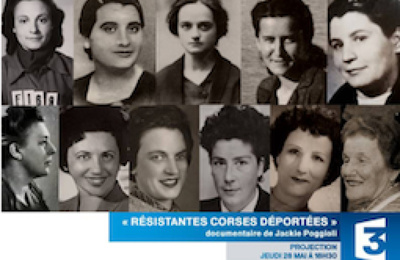 « RÉSISTANTES CORSES DÉPORTÉES »
documentaire de Jackie Poggioli
PROJECTION
JEUDI 28 MAI À 18H30
3